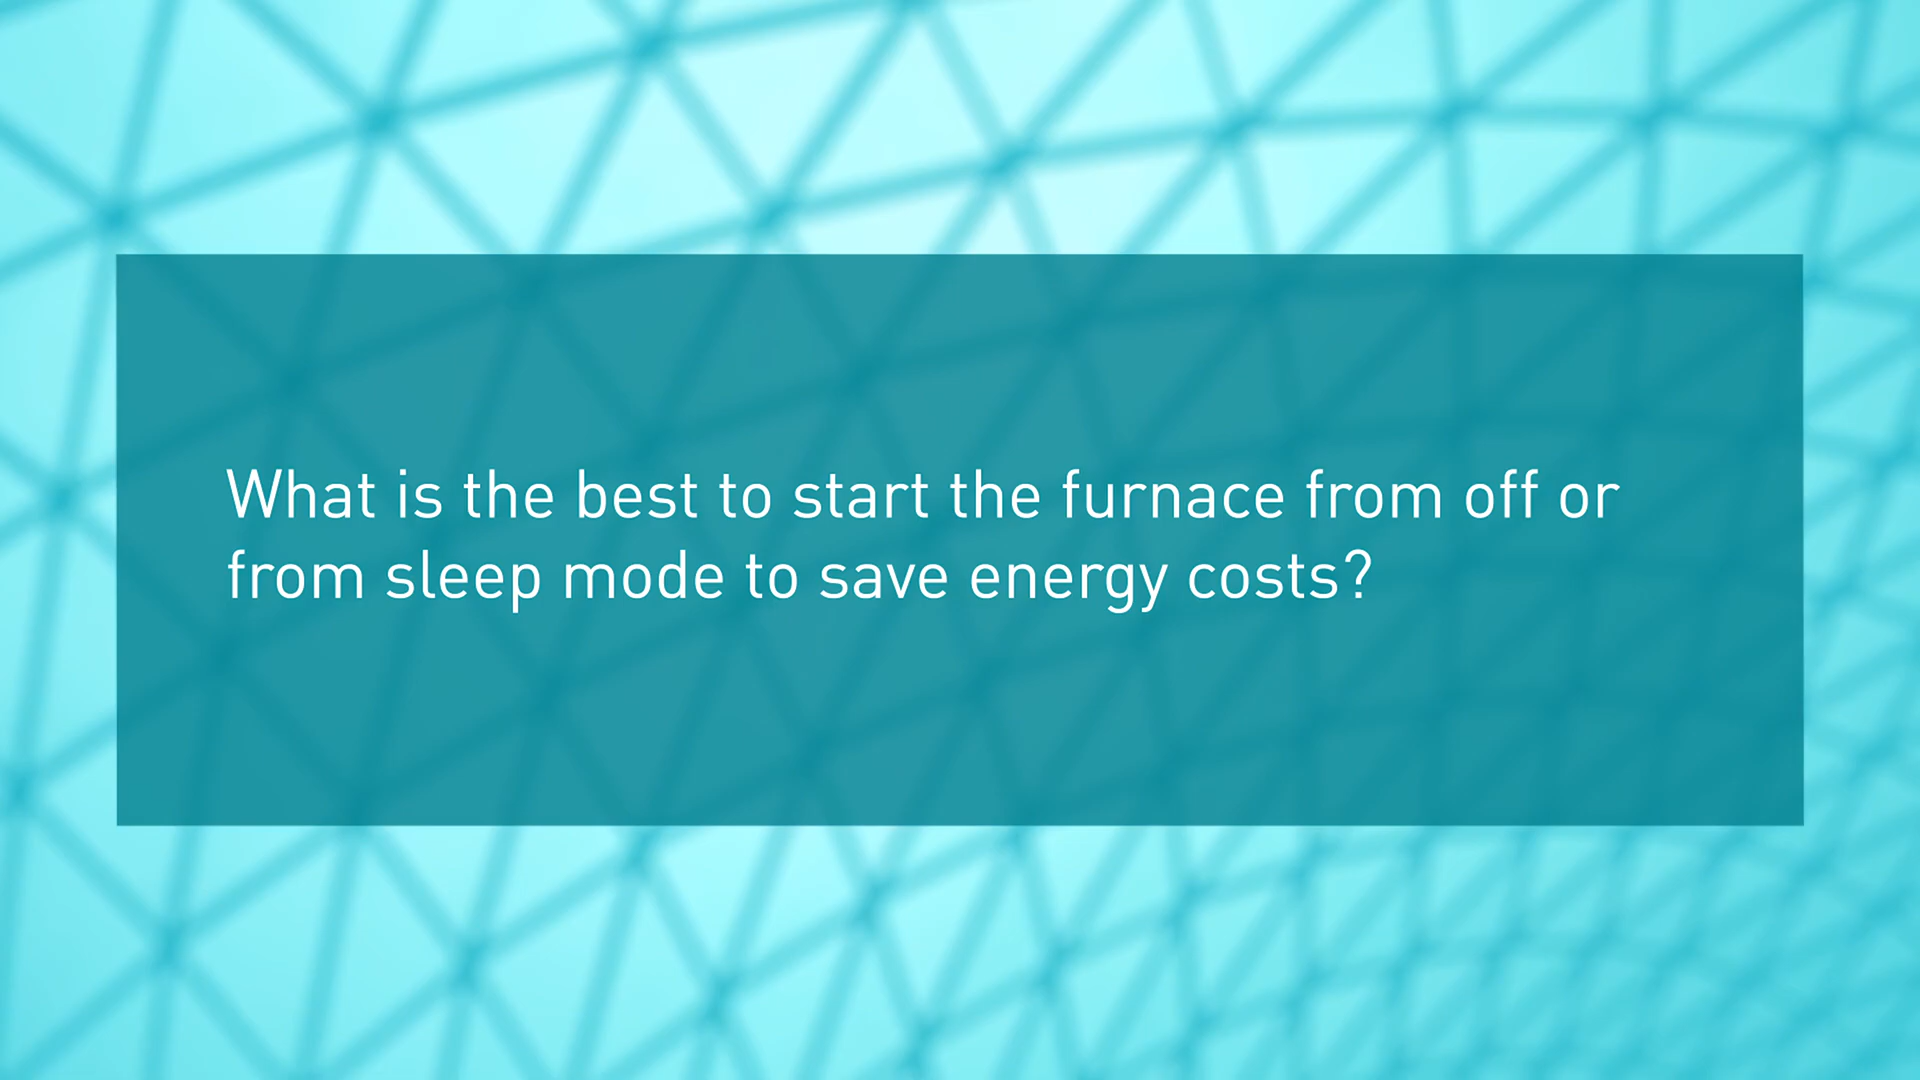 What is the best to start the furnace from off or
from sleep mode to save energy costs?